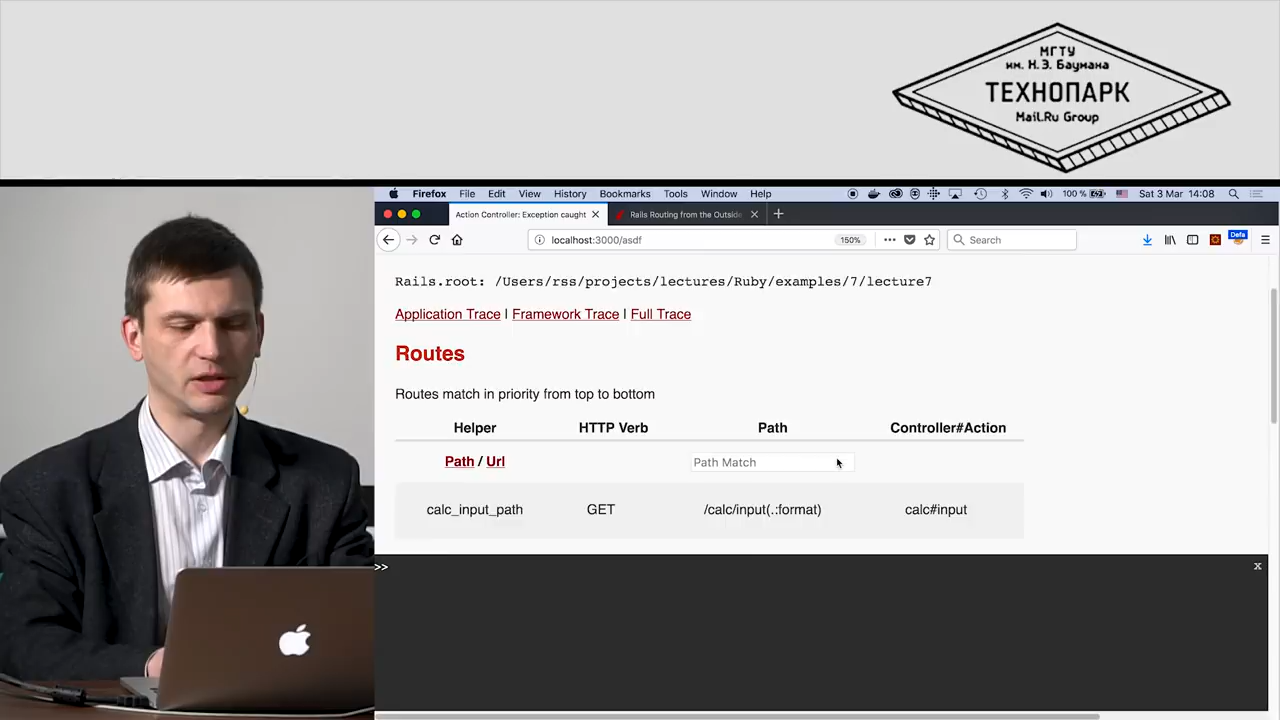 МГТУ
им. Н.Э. Баумана
ТЕХНОПАРК
Mail.Ru Group
Firefox File Edit View History Bookmarks Tools Window Help 100 % Sat 3 Mar 14:08
Action Controller: Exception caught
Rails Routing from the Outside
localhost:3000/asdf 150% Search Defa
Rails.root: /Users/rss/projects/lectures/Ruby/examples/7/lecture7
Application Trace | Framework Trace | Full Trace
Routes
Routes match in priority from top to bottom
Helper HTTP Verb Path Controller#Action
Path / Url Path Match
calc_input_path GET /calc/input(.:format) calc#input
>> x